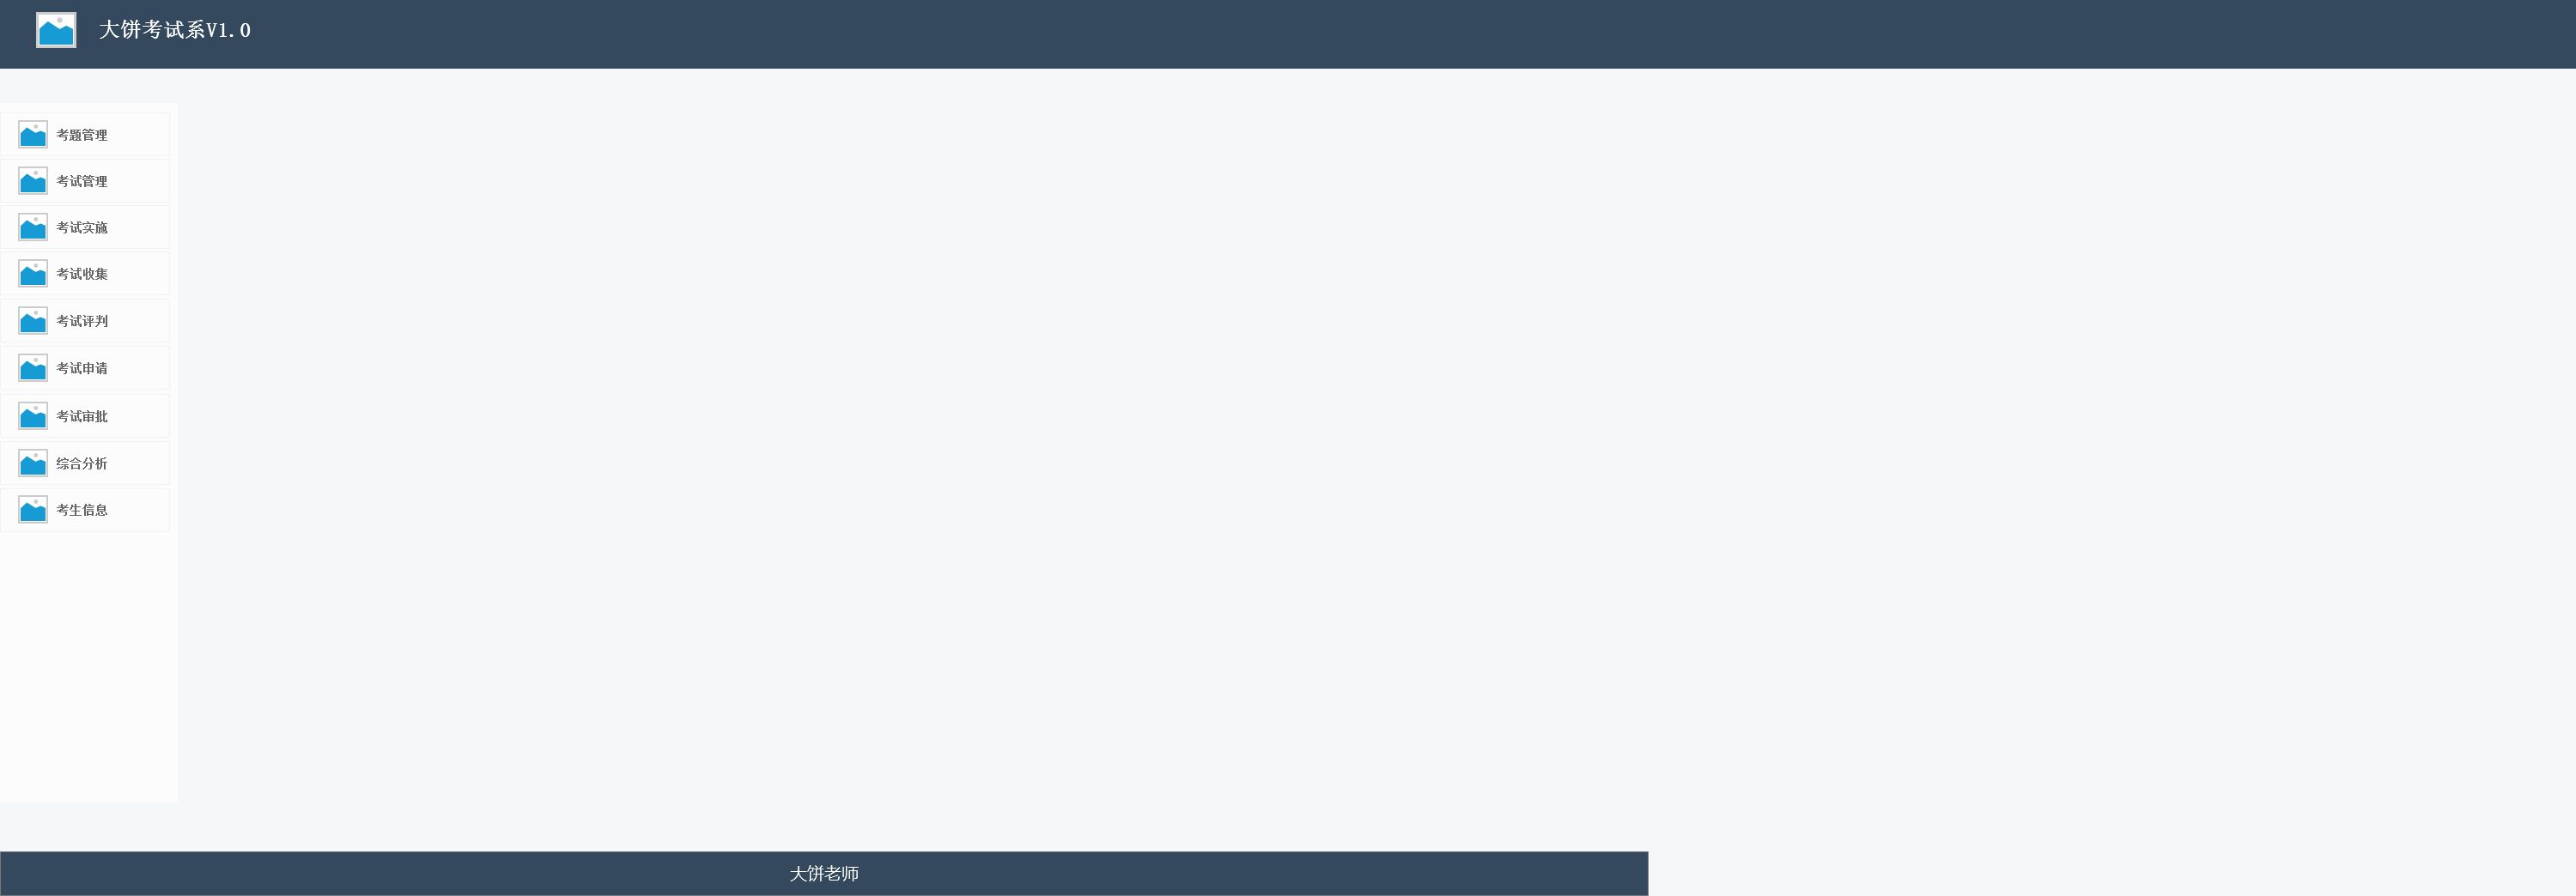 大饼考试系V1.0
考题管理
考试管理
考试实施
考试收集
考试评判
考试申请
考试审批
综合分析
考生信息
大饼老师